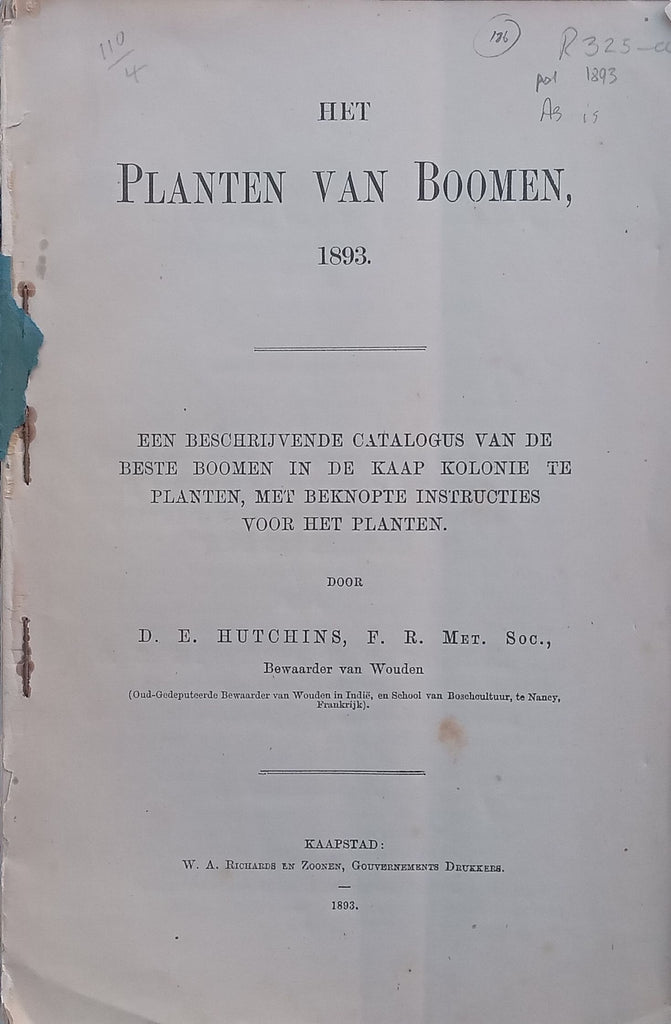 110
4
136
R325-a
pol 1893
As is
HET
PLANTEN VAN BOOMEN,
1893.
EEN BESCHRIJVENDE CATALOGUS VAN DE
BESTE BOOMEN IN DE KAAP KOLONIE TE
PLANTEN, MET BEKNOPTE INSTRUCTIES
VOOR HET PLANTEN.
DOOR
D. E. HUTCHINS, F. R. MET. SOC.,
Bewaarder van Wouden
(Oud-Gedeputeerde Bewaarder van Wouden in Indië, en School van Boschcultuur, te Nancy,
Frankrijk).
KAAPSTAD:
W. A. RICHARDS EN ZOONEN, GOUVERNEMENTS DRUKKERS.
1893.